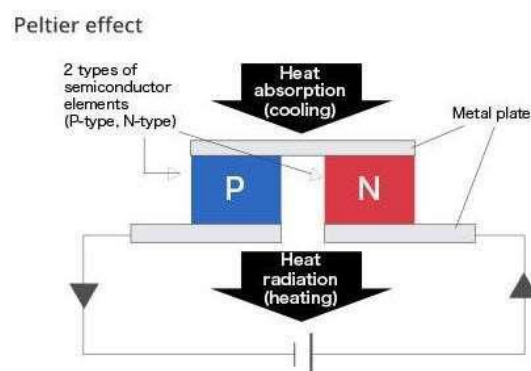 Peltier effect
2 types of
semiconductor
elements
(P-type, N-type)
Heat
absorption
(cooling)
Metal plate
P
N
Heat
radiation
(heating)